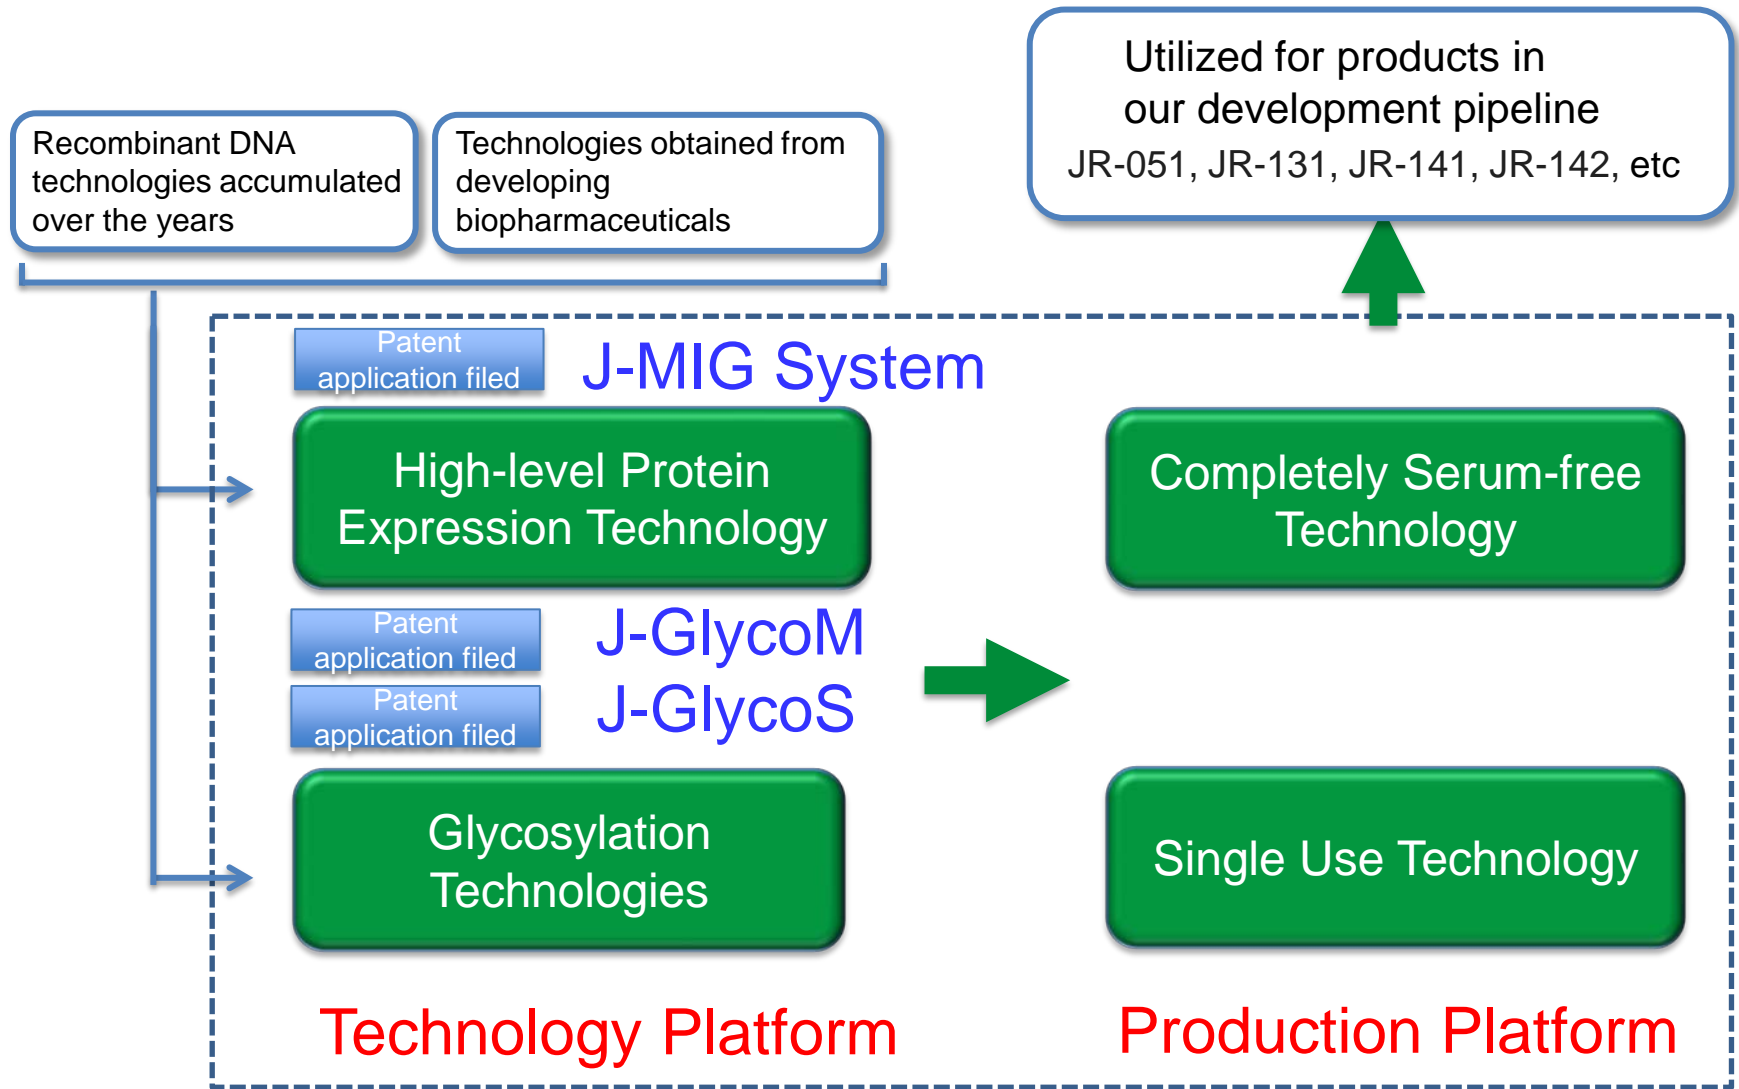 Utilized for products in
our development pipeline
JR-051, JR-131, JR-141, JR-142, etc
Recombinant DNA
technologies accumulated
over the years
Technologies obtained from
developing
biopharmaceuticals
Patent
application filed
J-MIG System
High-level Protein
Expression Technology
Completely Serum-free
Technology
Patent
application filed
J-GlycoM
Patent
application filed
J-GlycoS
Glycosylation
Technologies
Single Use Technology
Technology Platform
Production Platform